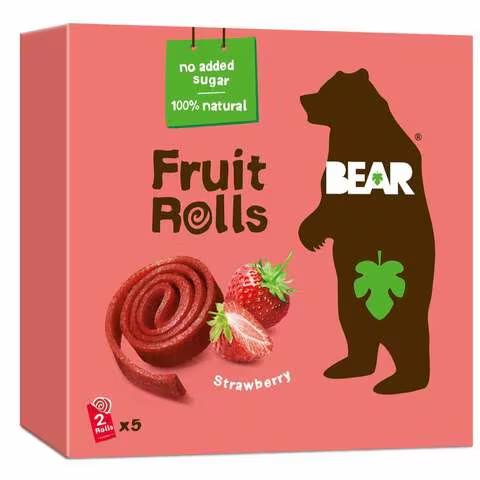 no added
sugar
100% natural
Fruit
Rolls
BEAR
®
Strawberry
2
Rolls
x5